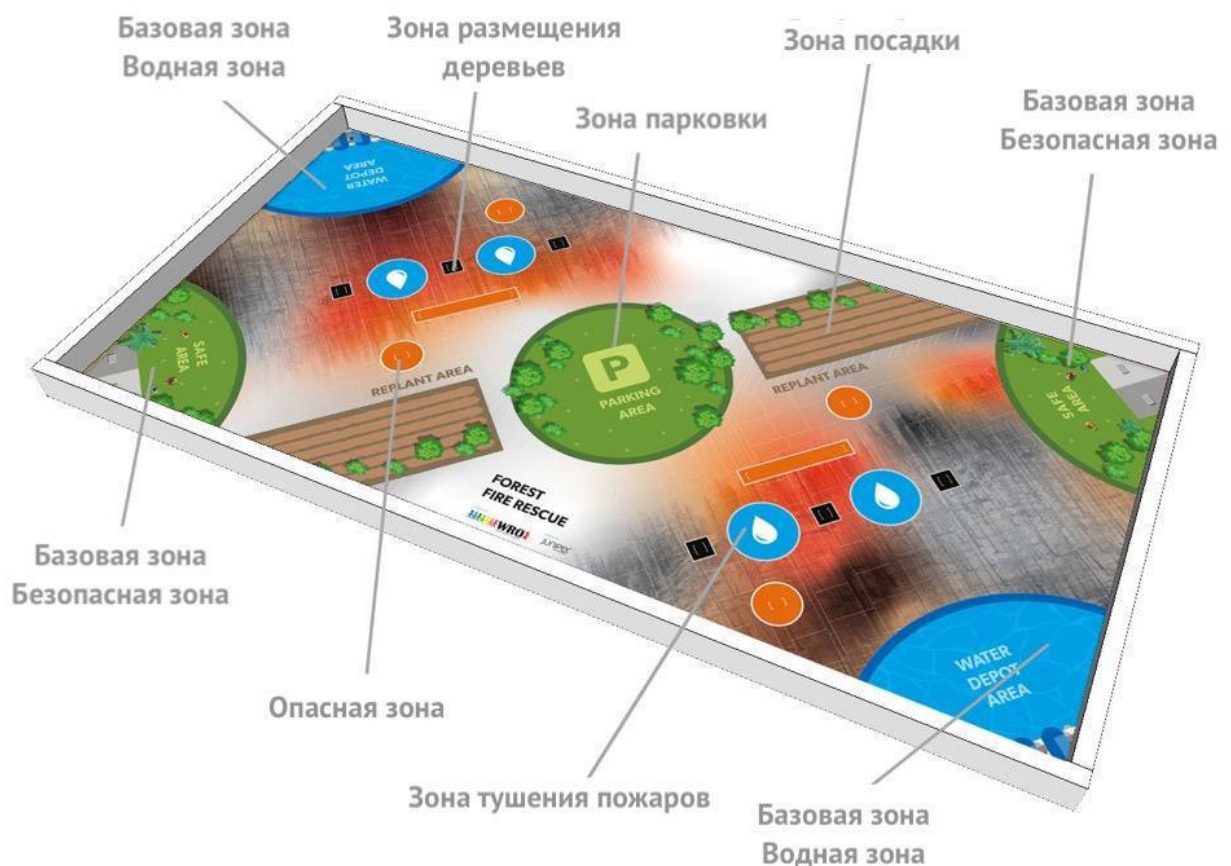 Базовая зона
Водная зона
Зона размещения
деревьев
Зона посадки
Зона парковки
Базовая зона
Безопасная зона
WATER
DEPOT
AREA
SAFE
AREA
REPLANT AREA
P
PARKING
AREA
REPLANT AREA
SAFE
AREA
FOREST
FIRE RESCUE
WRO
Базовая зона
Безопасная зона
WATER
DEPOT
AREA
Опасная зона
Зона тушения пожаров
Базовая зона
Водная зона